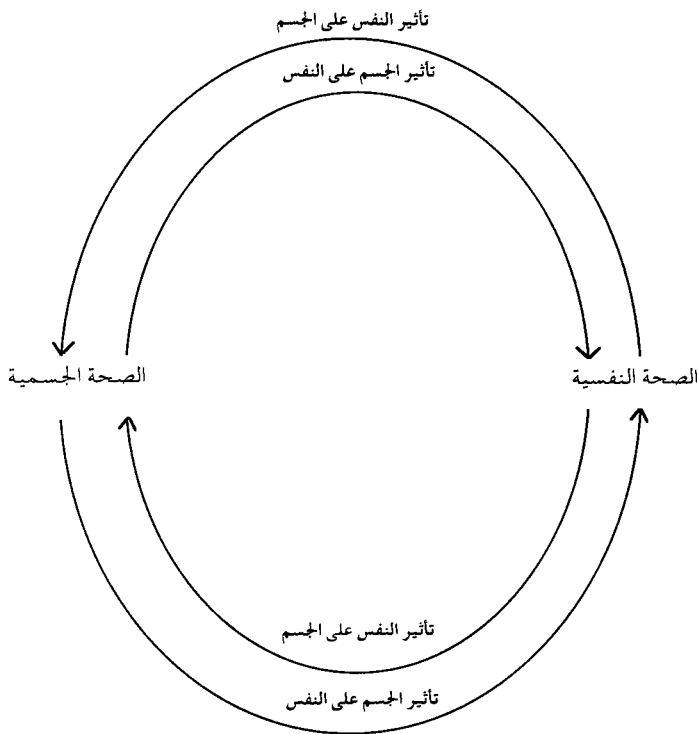 تأثير النفس على الجسم
تأثير الجسم على النفس
الصحة النفسية
الصحة الجسمية
تأثير النفس على الجسم
تأثير الجسم على النفس